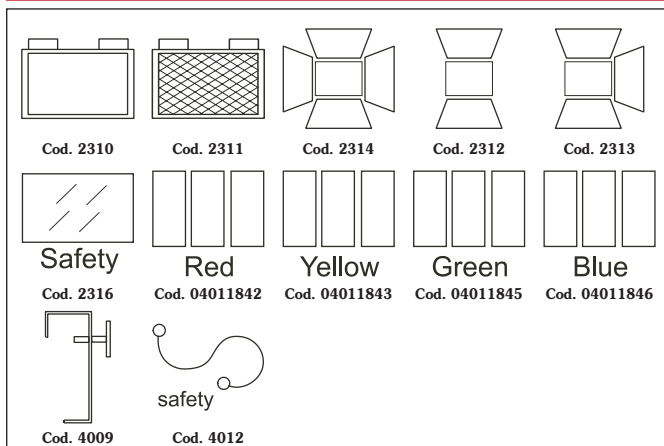 Cod. 2310 Cod. 2311 Cod. 2314 Cod. 2312 Cod. 2313
Safety Red Yellow Green Blue
Cod. 2316 Cod. 04011842 Cod. 04011843 Cod. 04011845 Cod. 04011846
safety
Cod. 4009 Cod. 4012